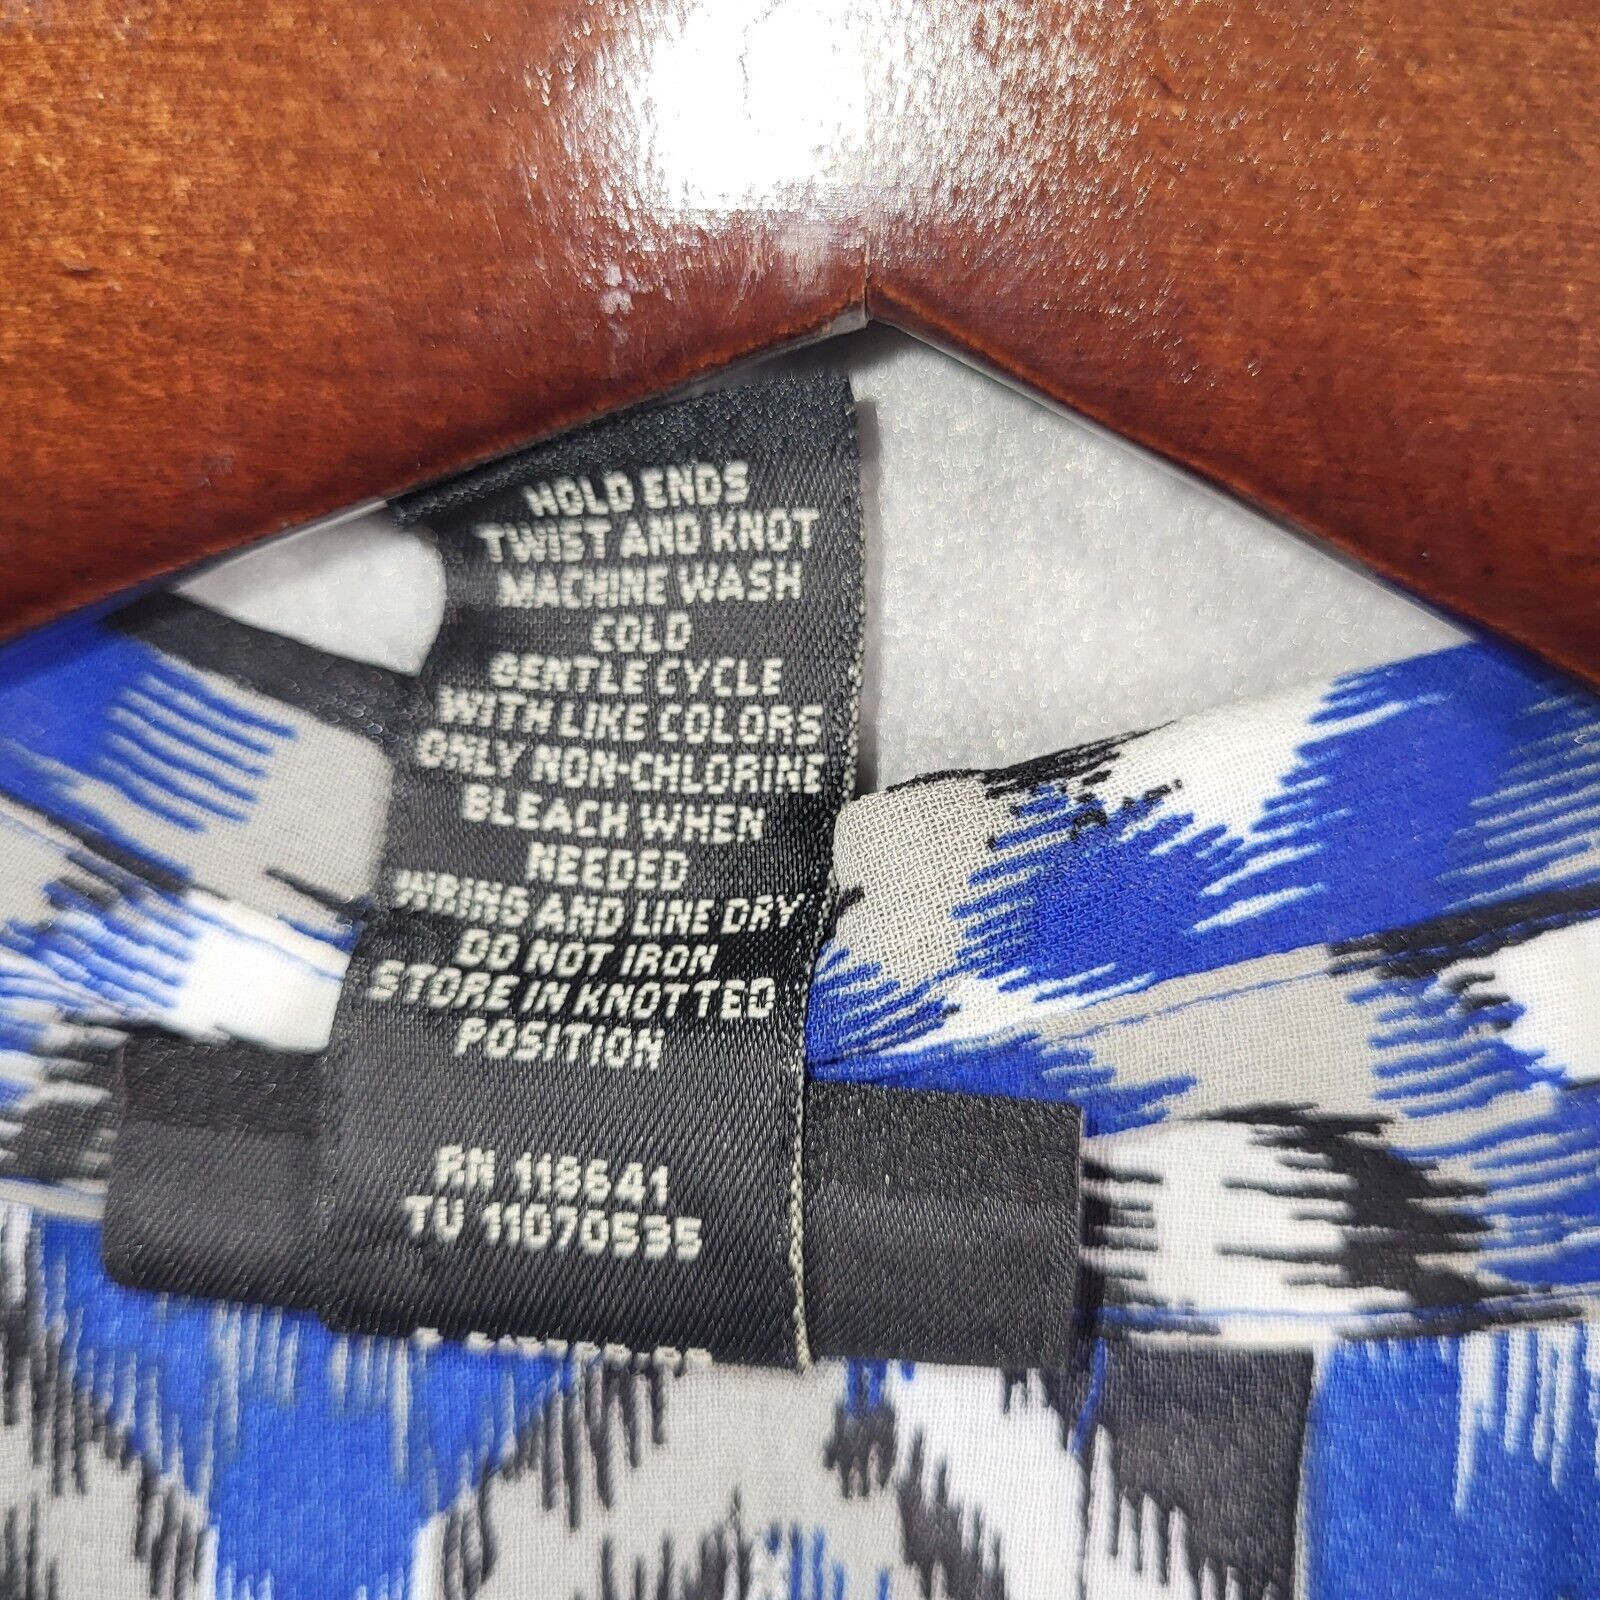 HOLD ENDS
TWIST AND KNOT
MACHINE WASH
COLD
GENTLE CYCLE
WITH LIKE COLORS
ONLY NON-CHLORINE
BLEACH WHEN
NEEDED
WRING AND LINE DRY
DO NOT IRON
STORE IN KNOTTED
POSITION
RN 118641
TU 11070535